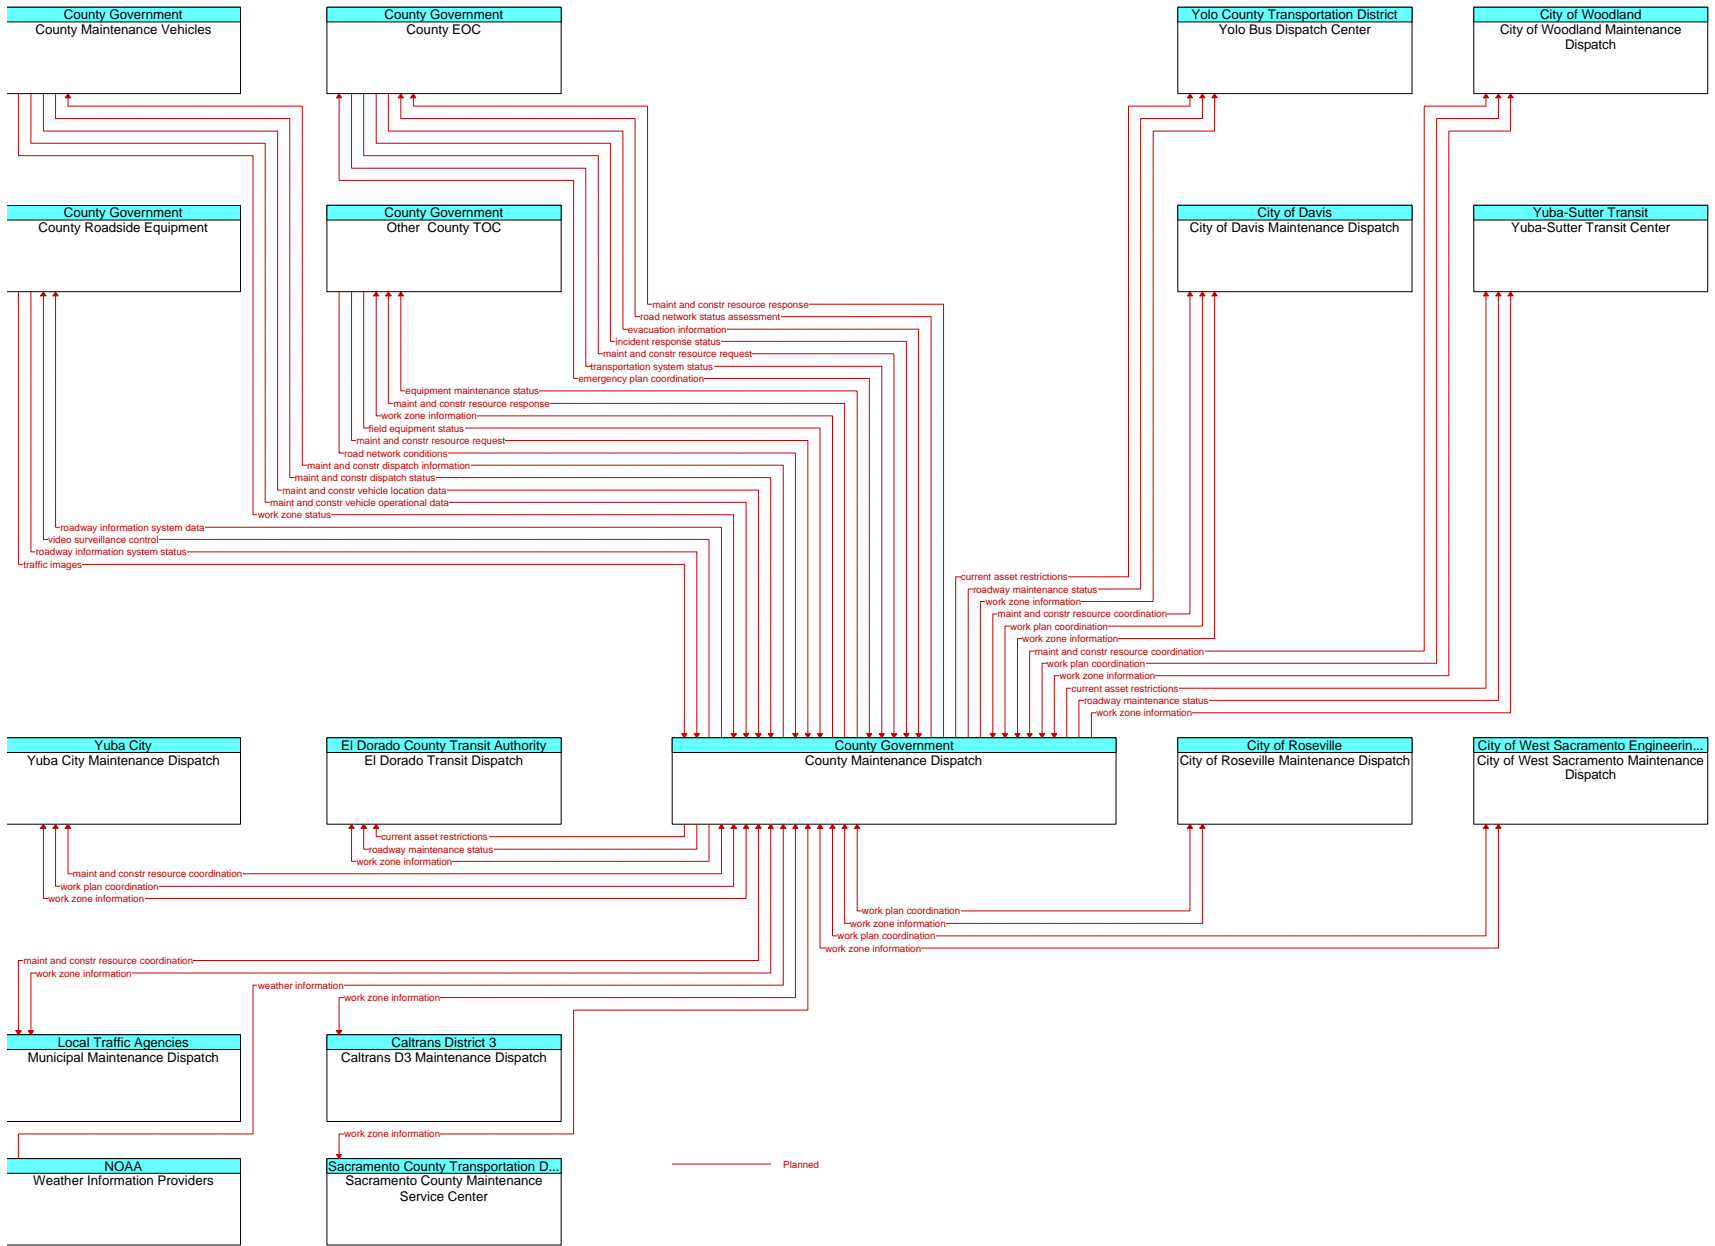 County Government
County Maintenance Vehicles
County Government
County EOC
Yolo County Transportation District
Yolo Bus Dispatch Center
City of Woodland
City of Woodland Maintenance
Dispatch
County Government
County Roadside Equipment
County Government
Other County TOC
City of Davis
City of Davis Maintenance Dispatch
Yuba-Sutter Transit
Yuba-Sutter Transit Center
maint and constr resource response
road network status assessment
evacuation information
incident response status
maint and constr resource request
transportation system status
emergency plan coordination
equipment maintenance status
maint and constr resource response
work zone information
field equipment status
maint and constr resource request
road network conditions
maint and constr dispatch information
maint and constr dispatch status
maint and constr vehicle location data
maint and constr vehicle operational data
work zone status
roadway information system data
video surveillance control
roadway information system status
traffic images
current asset restrictions
roadway maintenance status
work zone information
maint and constr resource coordination
work plan coordination
work zone information
maint and constr resource coordination
work plan coordination
work zone information
current asset restrictions
roadway maintenance status
work zone information
Yuba City
Yuba City Maintenance Dispatch
El Dorado County Transit Authority
El Dorado Transit Dispatch
County Government
County Maintenance Dispatch
City of Roseville
City of Roseville Maintenance Dispatch
City of West Sacramento Engineerin...
City of West Sacramento Maintenance
Dispatch
current asset restrictions
roadway maintenance status
work zone information
maint and constr resource coordination
work plan coordination
work zone information
work plan coordination
work zone information
work plan coordination
work zone information
maint and constr resource coordination
work zone information
weather information
work zone information
Local Traffic Agencies
Municipal Maintenance Dispatch
Caltrans District 3
Caltrans D3 Maintenance Dispatch
work zone information
NOAA
Weather Information Providers
Sacramento County Transportation D...
Sacramento County Maintenance
Service Center
Planned